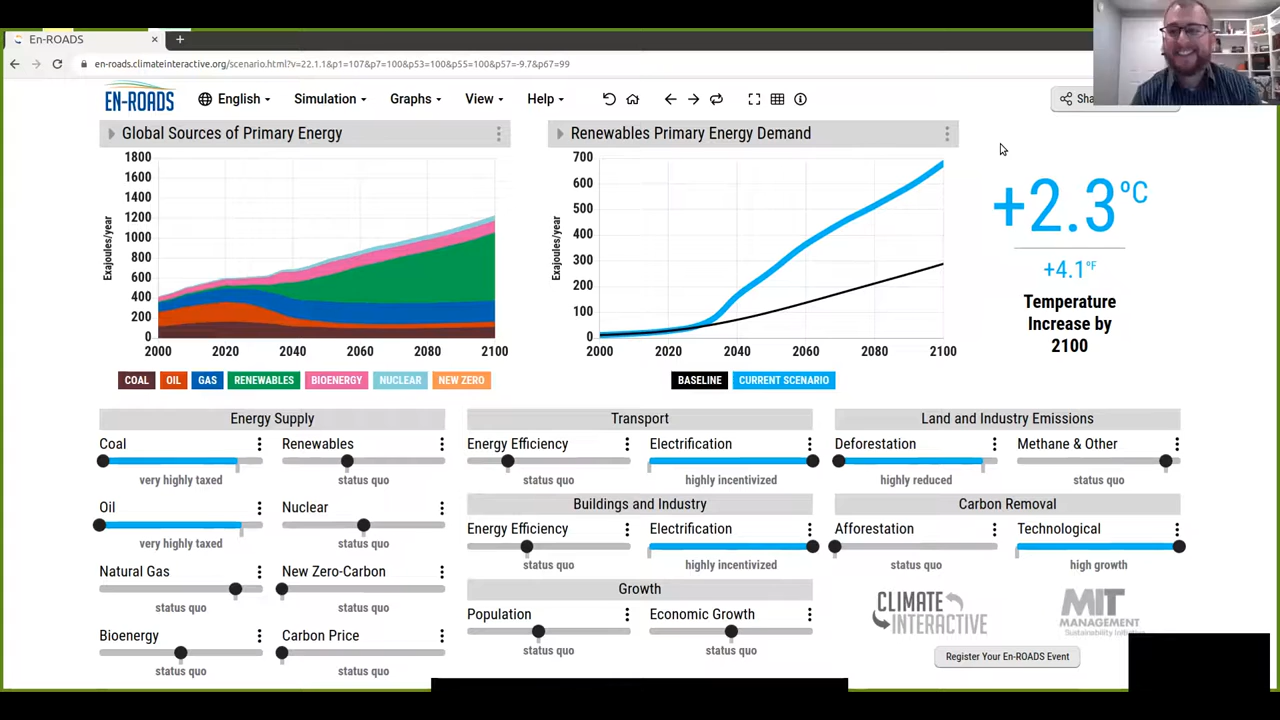 En-ROADS
en-roads.climateinteractive.org/scenario.html?v=22.1.1&p1=107&p7=100&p53=100&p55=100&p57=-9.7&p67=99
EN-ROADS
English
Simulation
Graphs
View
Help
Global Sources of Primary Energy
1800
1600
1400
1200
1000
800
600
400
200
0
Exajoules/year
2000 2020 2040 2060 2080 2100
COAL OIL GAS RENEWABLES BIOENERGY NUCLEAR NEW ZERO
Renewables Primary Energy Demand
700
600
500
400
300
200
100
0
Exajoules/year
2000 2020 2040 2060 2080 2100
BASELINE CURRENT SCENARIO
+2.3°C
+4.1°F
Temperature
Increase by
2100
Energy Supply
Coal
very highly taxed
Renewables
status quo
Oil
very highly taxed
Nuclear
status quo
Natural Gas
status quo
New Zero-Carbon
status quo
Bioenergy
status quo
Carbon Price
status quo
Transport
Energy Efficiency
status quo
Electrification
highly incentivized
Buildings and Industry
Energy Efficiency
status quo
Electrification
highly incentivized
Growth
Population
status quo
Economic Growth
status quo
Land and Industry Emissions
Deforestation
highly reduced
Methane & Other
status quo
Carbon Removal
Afforestation
status quo
Technological
high growth
CLIMATE
INTERACTIVE
MIT
MANAGEMENT
Register Your En-ROADS Event